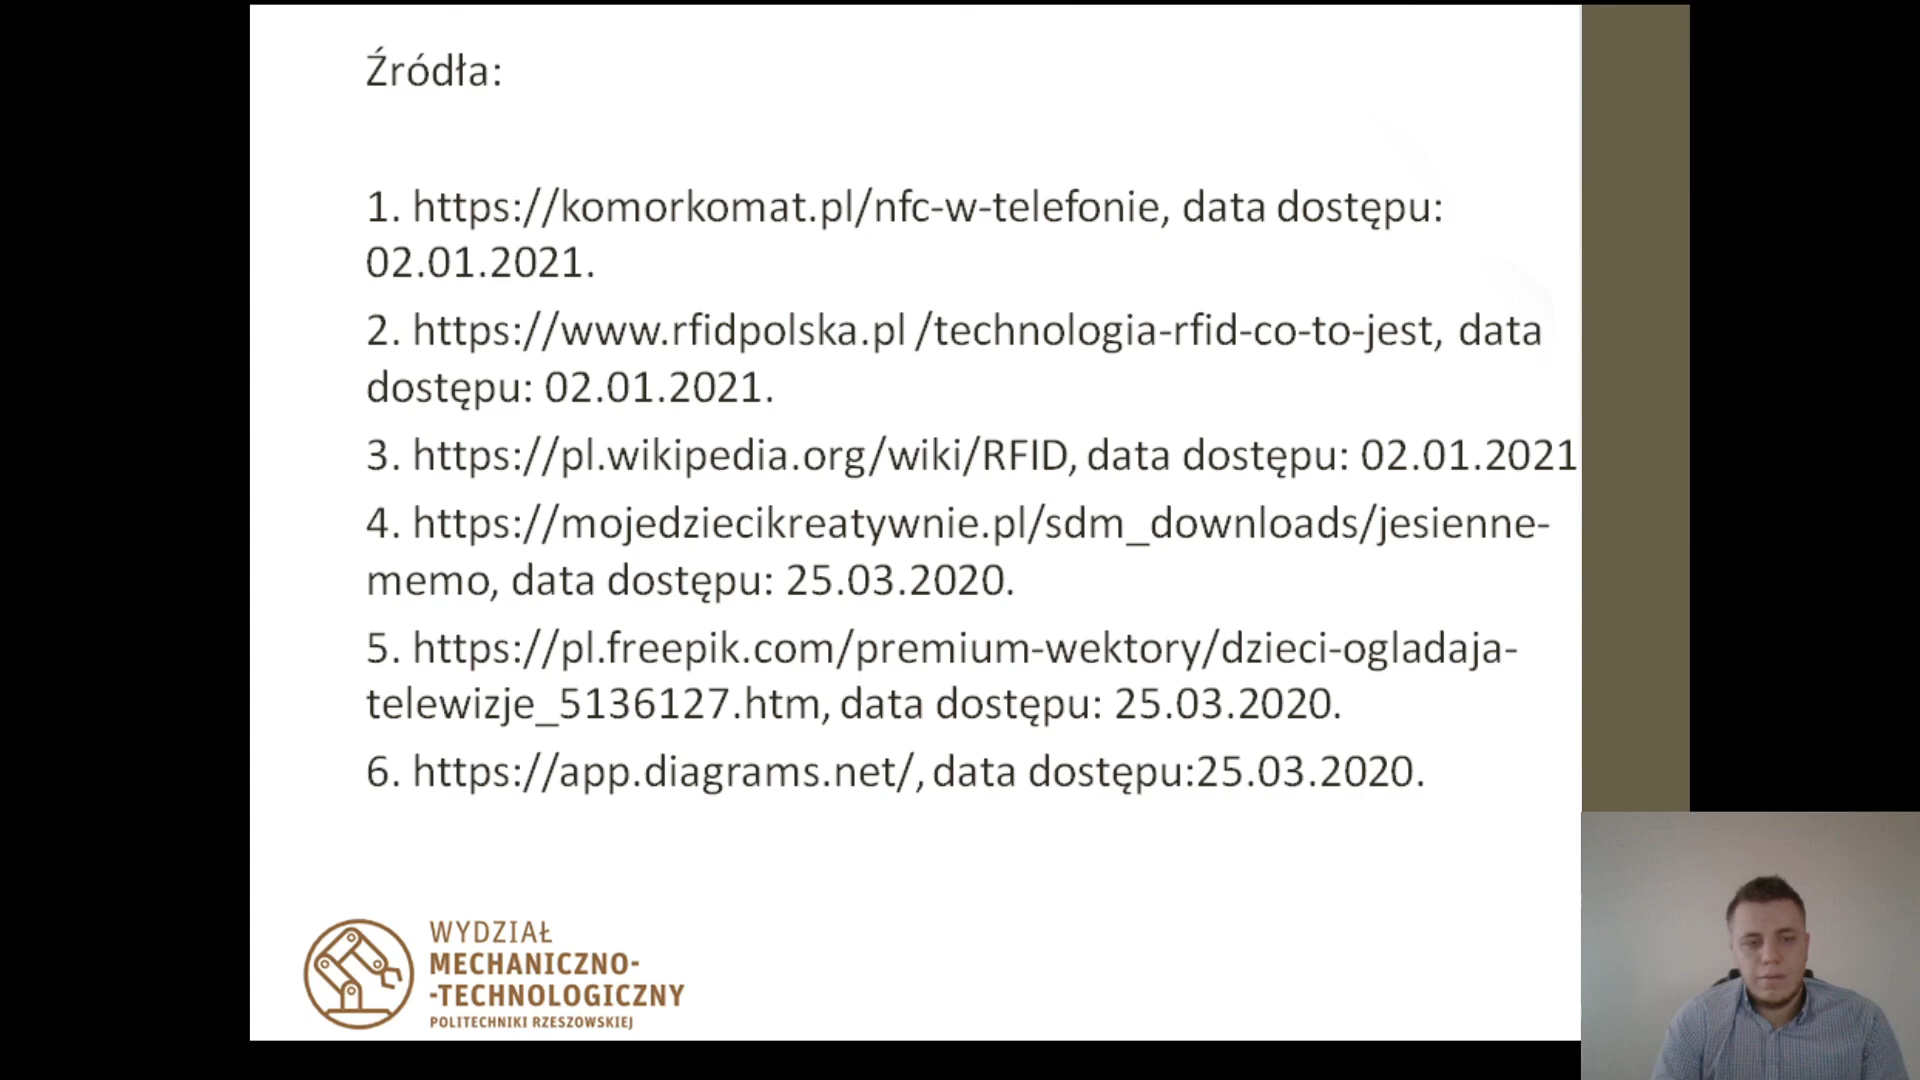 Źródła:
1. https://komorkomat.pl/nfc-w-telefonie, data dostępu:
02.01.2021.
2. https://www.rfidpolska.pl /technologia-rfid-co-to-jest, data
dostępu: 02.01.2021.
3. https://pl.wikipedia.org/wiki/RFID, data dostępu: 02.01.2021
4. https://mojedziecikreatywnie.pl/sdm_downloads/jesienne-
memo, data dostępu: 25.03.2020.
5. https://pl.freepik.com/premium-wektory/dzieci-ogladaja-
telewizje_5136127.htm, data dostępu: 25.03.2020.
6. https://app.diagrams.net/, data dostępu:25.03.2020.
WYDZIAŁ
MECHANICZNO-
-TECHNOLOGICZNY
POLITECHNIKI RZESZOWSKIEJ